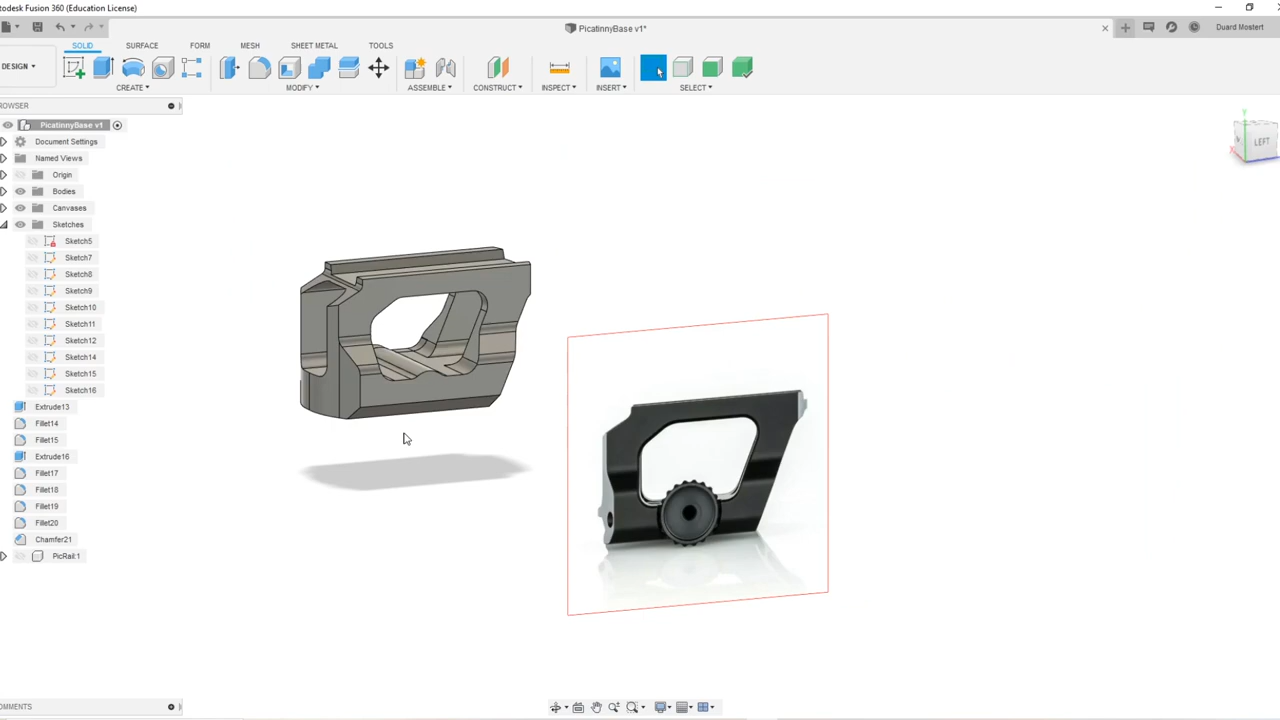 utodesk Fusion 360 (Education License)
PicatinnyBase v1*
Duard Mostert
SOLID SURFACE FORM MESH SHEET METAL TOOLS
DESIGN ▾
CREATE ▾ MODIFY ▾ ASSEMBLE ▾ CONSTRUCT ▾ INSPECT ▾ INSERT ▾ SELECT ▾
ROWSER
PicatinnyBase v1
Document Settings
Named Views
Origin
Bodies
Canvases
Sketches
Sketch5
Sketch7
Sketch8
Sketch9
Sketch10
Sketch11
Sketch12
Sketch14
Sketch15
Sketch16
Extrude13
Fillet14
Fillet15
Extrude16
Fillet17
Fillet18
Fillet19
Fillet20
Chamfer21
PicRail:1
LEFT
OMMENTS